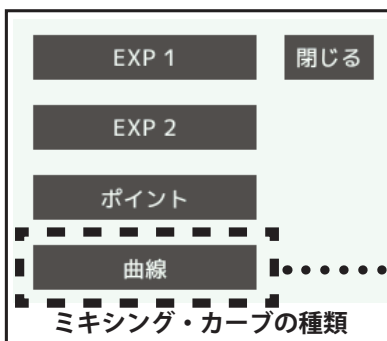 EXP 1
閉じる
EXP 2
ポイント
曲線
ミキシング・カーブの種類